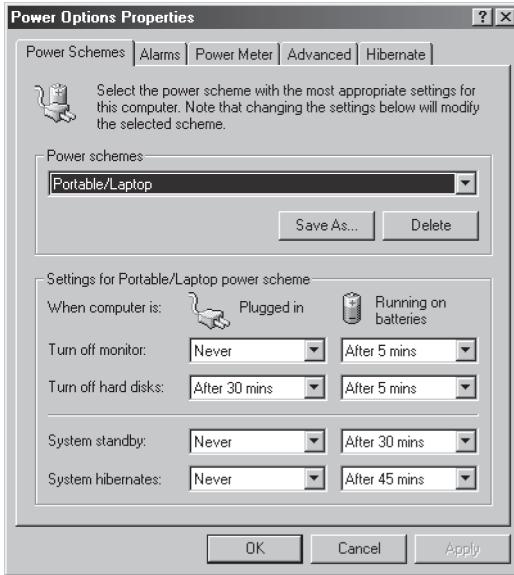 Power Options Properties
Power Schemes Alarms Power Meter Advanced Hibernate
Select the power scheme with the most appropriate settings for
this computer. Note that changing the settings below will modify
the selected scheme.
Power schemes
Portable/Laptop
Save As... Delete
Settings for Portable/Laptop power scheme
When computer is: Plugged in Running on
batteries
Turn off monitor: Never After 5 mins
Turn off hard disks: After 30 mins After 5 mins
System standby: Never After 30 mins
System hibernates: Never After 45 mins
OK Cancel Apply